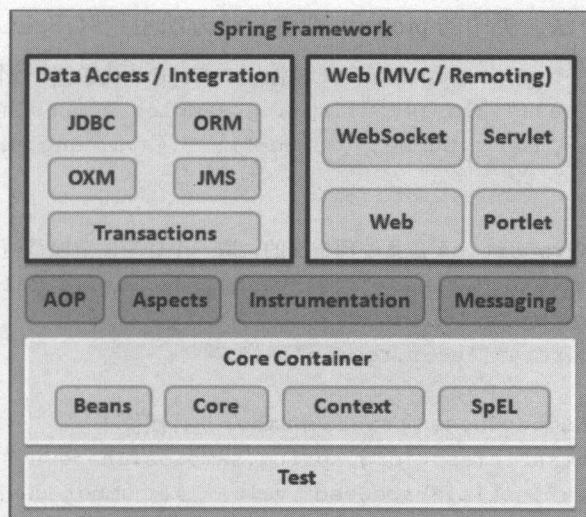 Spring Framework
Data Access / Integration
JDBC
ORM
OXM
JMS
Transactions
Web (MVC / Remoting)
WebSocket
Servlet
Web
Portlet
AOP
Aspects
Instrumentation
Messaging
Core Container
Beans
Core
Context
SpEL
Test